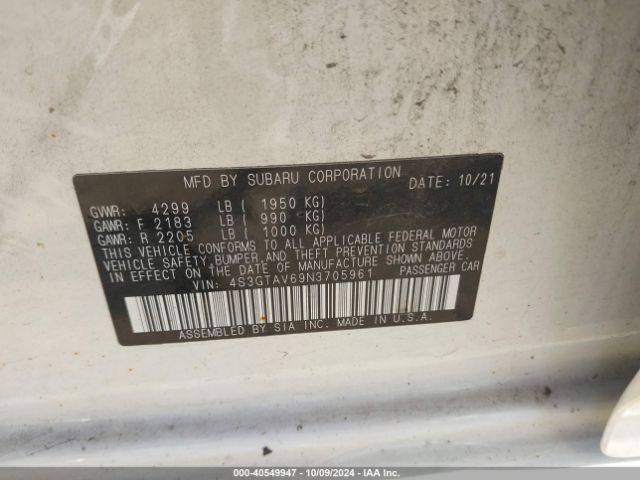 MFD BY SUBARU CORPORATION DATE: 10/21
GVWR: 4299 LB ( 1950 KG)
GAWR: F 2183 LB ( 990 KG)
GAWR: R 2205 LB ( 1000 KG)
THIS VEHICLE CONFORMS TO ALL APPLICABLE FEDERAL MOTOR
VEHICLE SAFETY, BUMPER, AND THEFT PREVENTION STANDARDS
IN EFFECT ON THE DATE OF MANUFACTURE SHOWN ABOVE.
VIN: 4S3GTAV69N3705961 PASSENGER CAR
ASSEMBLED BY SIA INC. MADE IN U.S.A.
000-40549947 - 10/09/2024 - IAA Inc.